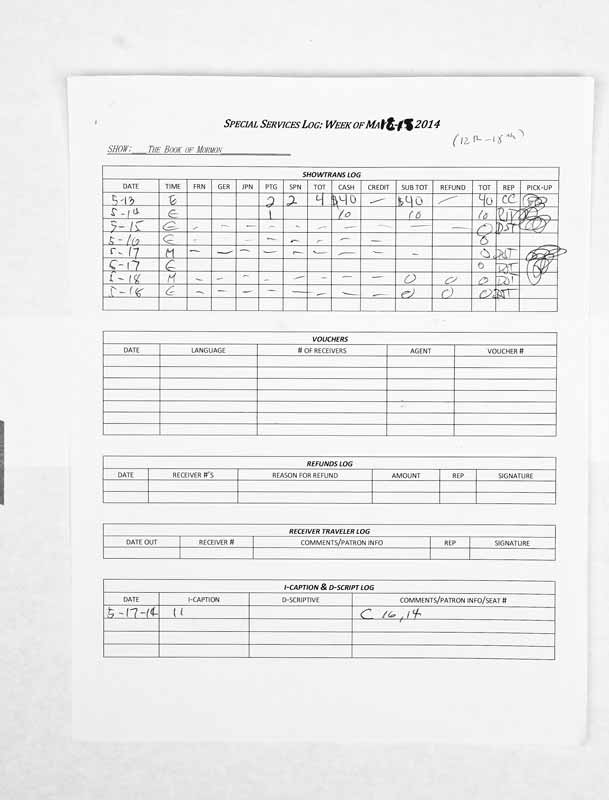 SPECIAL SERVICES LOG: WEEK OF MA18-18 2014
(12th-18th)
SHOW: THE BOOK OF MORMON
SHOWTRANS LOG
DATE TIME FRN GER JPN PTG SPN TOT CASH CREDIT SUB TOT REFUND TOT REP PICK-UP
5-13 E 2 2 4 $40 — $40 — 40 CC
5-14 E 1 10 10 10
5-15 E - - - - - - - - - - 0 DST
5-16 E - - - - - 0
5-17 M - - - - - - - - - 0 DST
5-17 E 0 DST
5-18 M - - - - - - - - 0 0 0 DST
5-18 E - - - - - - - - 0 0 0 DST
VOUCHERS
DATE LANGUAGE # OF RECEIVERS AGENT VOUCHER #
REFUNDS LOG
DATE RECEIVER #'S REASON FOR REFUND AMOUNT REP SIGNATURE
RECEIVER TRAVELER LOG
DATE OUT RECEIVER # COMMENTS/PATRON INFO REP SIGNATURE
I-CAPTION & D-SCRIPT LOG
DATE I-CAPTION D-SCRIPTIVE COMMENTS/PATRON INFO/SEAT #
5-17-14 11 C 16,14